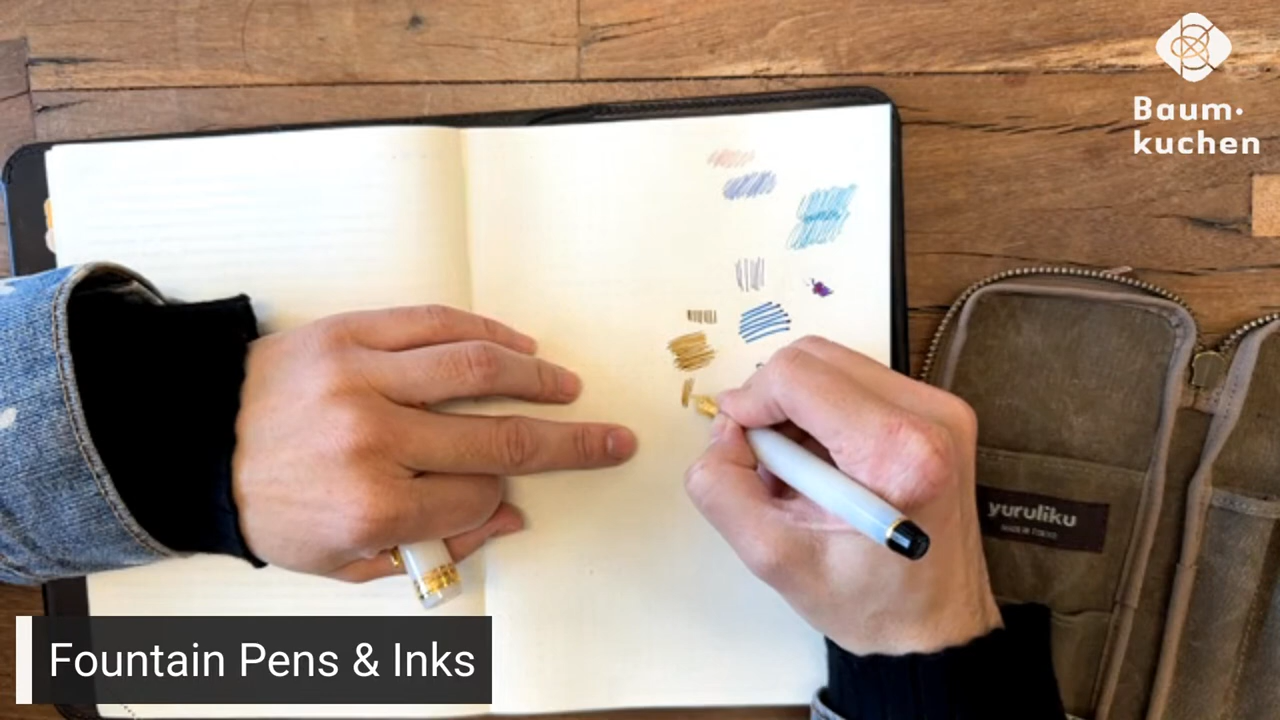 Baum·
kuchen
yuruliku
MADE IN TOKYO
Fountain Pens & Inks